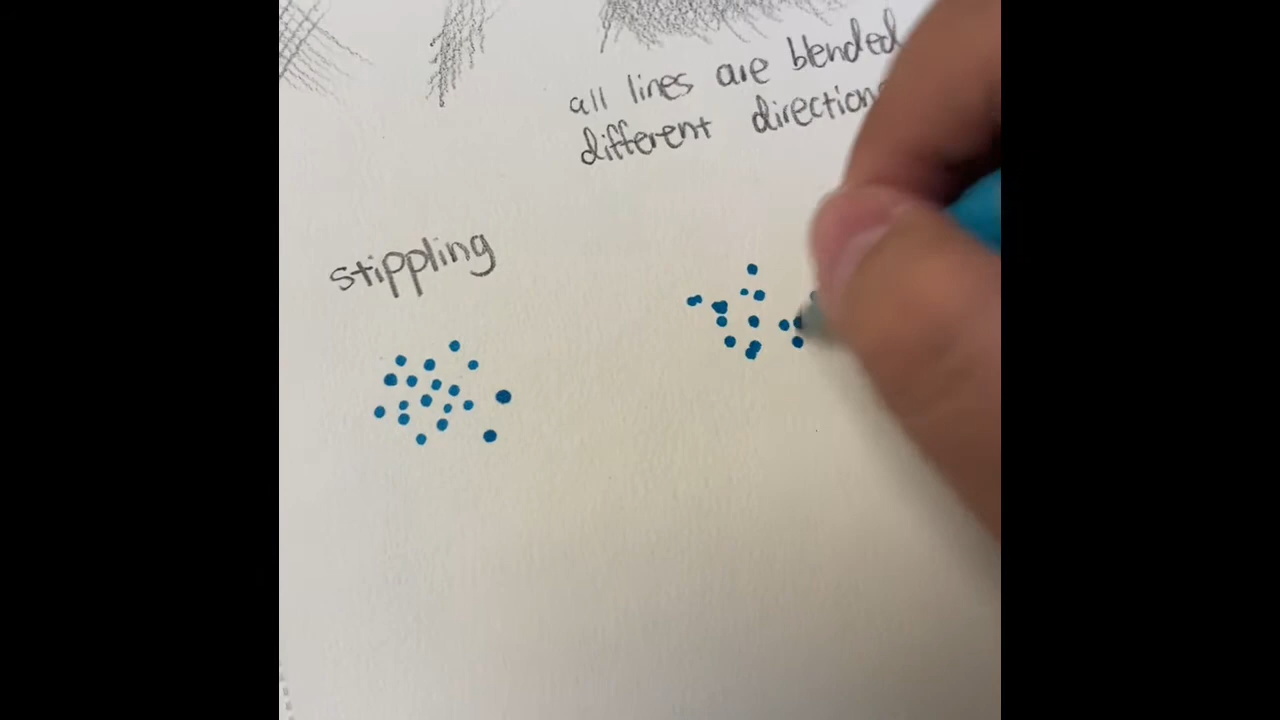 all lines are blended
different direction
stippling